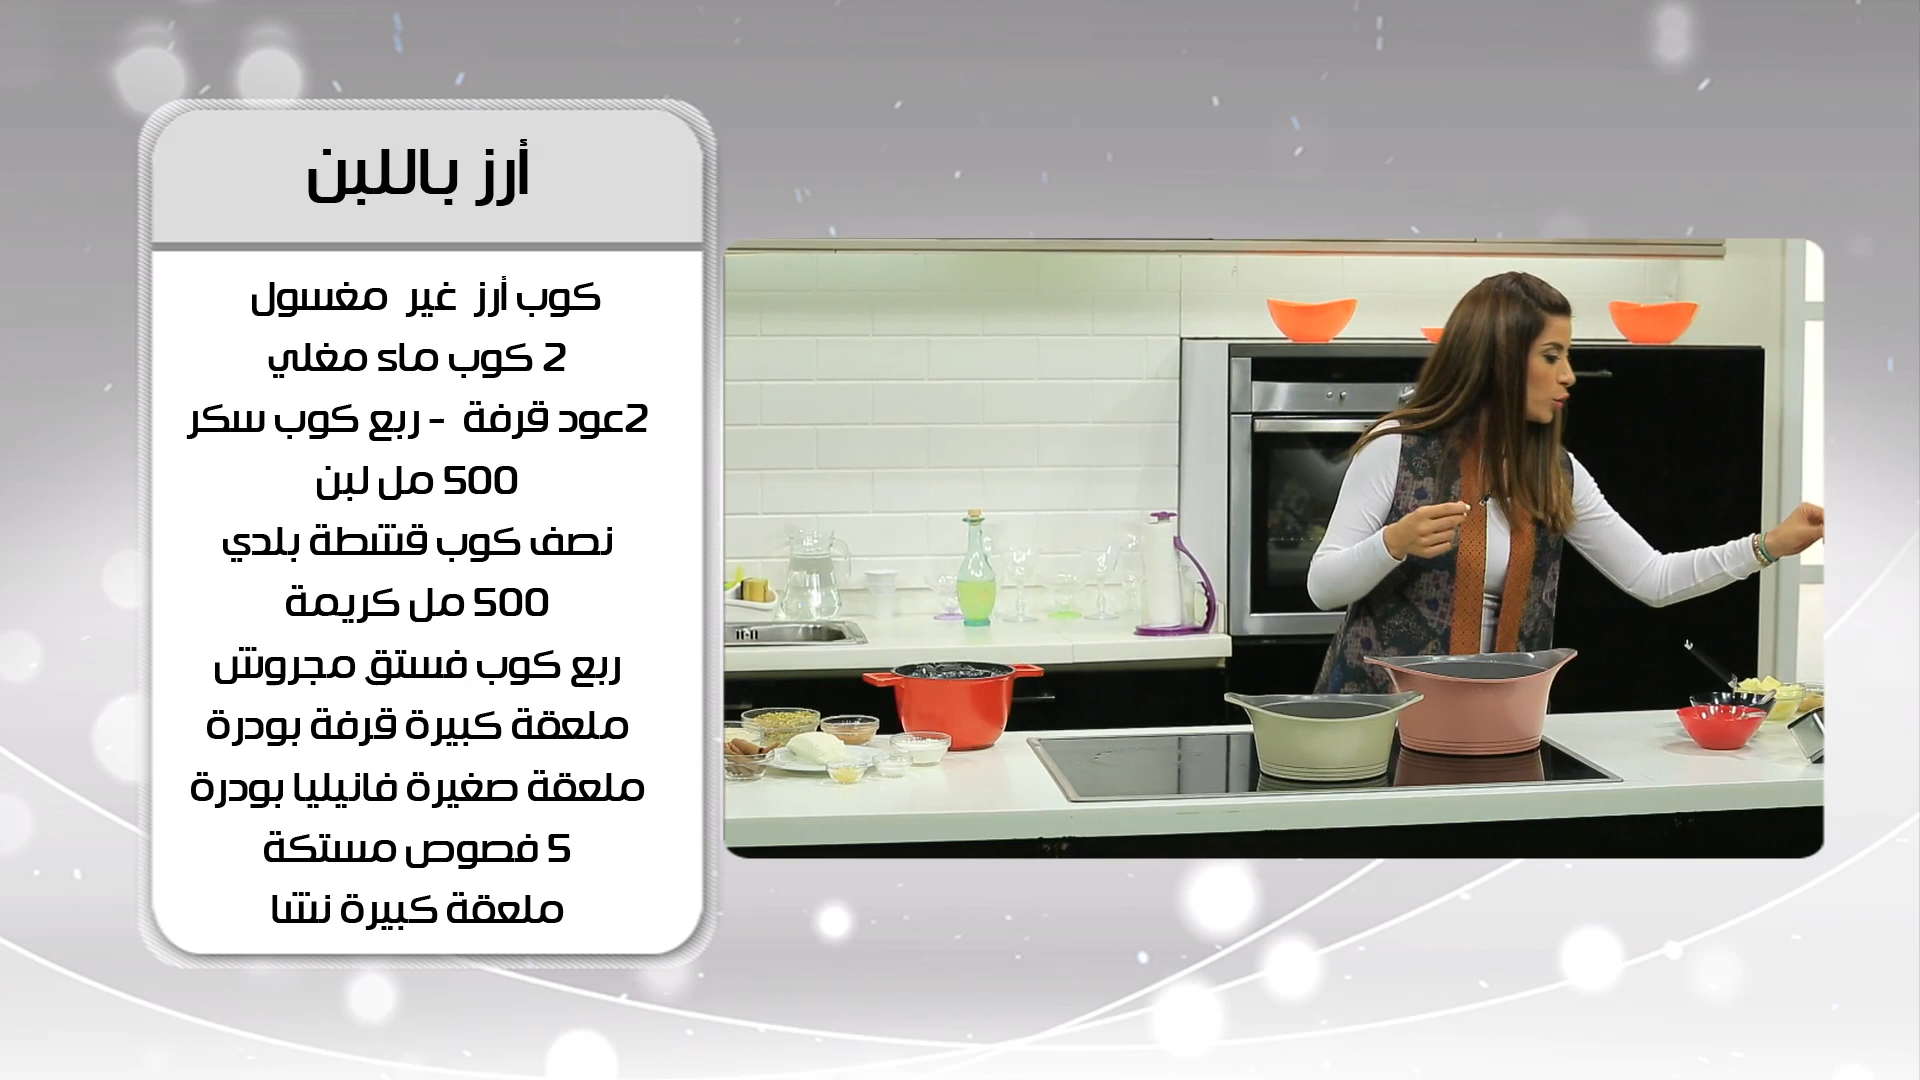 أرز باللبن
كوب أرز غير مغسول
2 كوب ماء مغلي
2عود قرفة - ربع كوب سكر
500 مل لبن
نصف كوب قشطة بلدي
500 مل كريمة
ربع كوب فستق مجروش
ملعقة كبيرة قرفة بودرة
ملعقة صغيرة فانيليا بودرة
5 فصوص مستكة
ملعقة كبيرة نشا